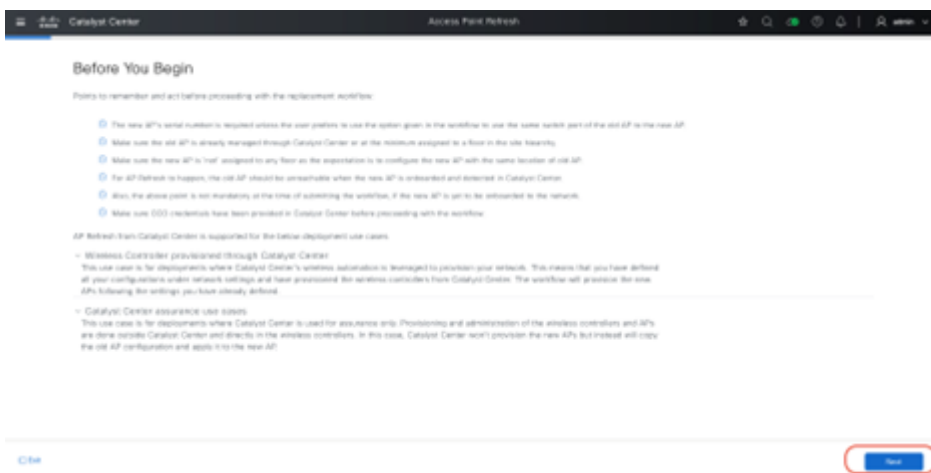 Catalyst Center
Access Point Refresh
admin
Before You Begin
Points to remember and act before proceeding with the replacement workflow:
The new AP's serial number is required unless the user prefers to use the option given in the workflow to use the same switch port of the old AP to the new AP.
Make sure the old AP is already managed through Catalyst Center or at the minimum assigned to a floor in the site hierarchy.
Make sure the new AP is 'not' assigned to any floor as the expectation is to configure the new AP with the same location of old AP.
For AP Refresh to happen, the old AP should be unreachable when the new AP is onboarded and detected in Catalyst Center.
Also, the above point is not mandatory at the time of submitting the workflow, if the new AP is yet to be onboarded to the network.
Make sure CCO credentials have been provided in Catalyst Center before proceeding with the workflow.
AP Refresh from Catalyst Center is supported for the below deployment use cases.
Wireless Controller provisioned through Catalyst Center
This use case is for deployments where Catalyst Center's wireless automation is leveraged to provision your network. This means that you have defined
all your configurations under network settings and have provisioned the wireless controllers from Catalyst Center. The workflow will provision the new
APs following the settings you have already defined.
Catalyst Center assurance use cases
This use case is for deployments where Catalyst Center is used for assurance only. Provisioning and administration of the wireless controllers and APs
are done outside Catalyst Center and directly in the wireless controllers. In this case, Catalyst Center won't provision the new APs but instead will copy
the old AP configuration and apply it to the new AP.
Exit
Next